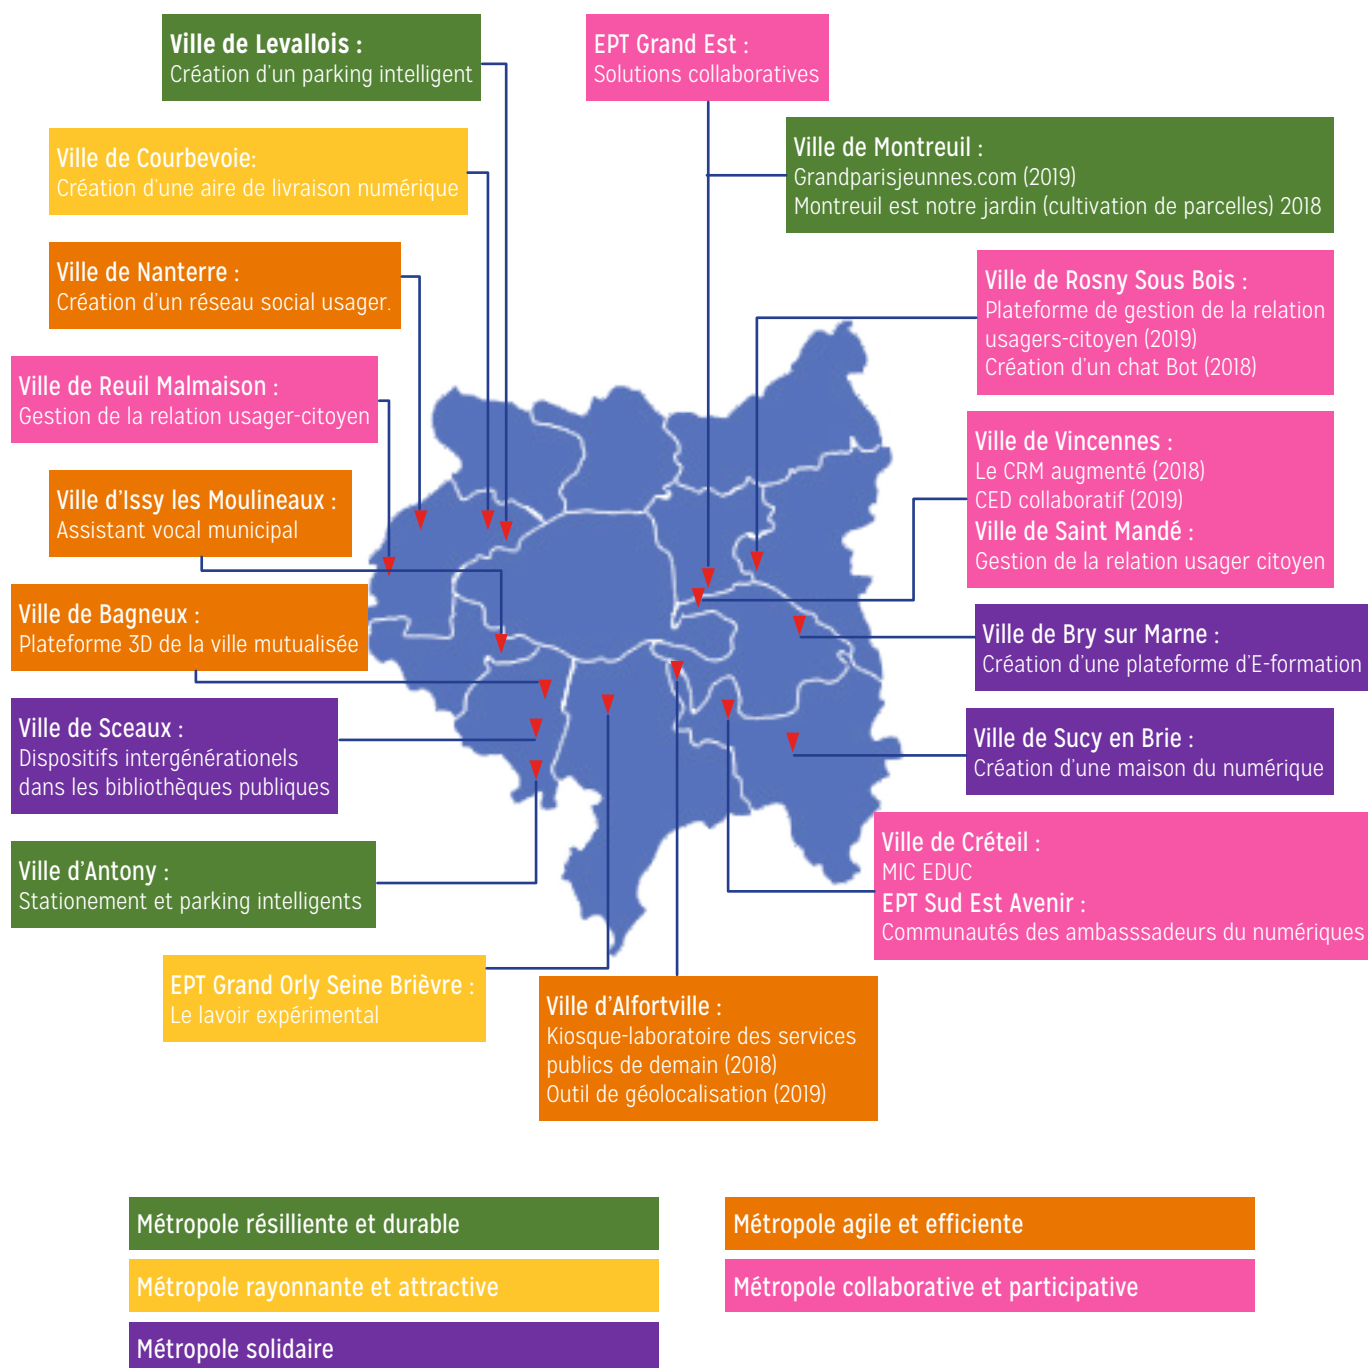 Ville de Levallois :
Création d'un parking intelligent
EPT Grand Est :
Solutions collaboratives
Ville de Courbevoie:
Création d'une aire de livraison numérique
Ville de Montreuil :
Grandparisjeunnes.com (2019)
Montreuil est notre jardin (cultivation de parcelles) 2018
Ville de Nanterre :
Création d'un réseau social usager.
Ville de Rosny Sous Bois :
Plateforme de gestion de la relation
usagers-citoyen (2019)
Création d'un chat Bot (2018)
Ville de Reuil Malmaison :
Gestion de la relation usager-citoyen
Ville de Vincennes :
Le CRM augmenté (2018)
CED collaboratif (2019)
Ville de Saint Mandé :
Gestion de la relation usager citoyen
Ville d'Issy les Moulineaux :
Assistant vocal municipal
Ville de Bagneux :
Plateforme 3D de la ville mutualisée
Ville de Bry sur Marne :
Création d'une plateforme d'E-formation
Ville de Sceaux :
Dispositifs intergénérationels
dans les bibliothèques publiques
Ville de Sucy en Brie :
Création d'une maison du numérique
Ville d'Antony :
Stationement et parking intelligents
Ville de Créteil :
MIC EDUC
EPT Sud Est Avenir :
Communautés des ambasssadeurs du numériques
EPT Grand Orly Seine Brièvre :
Le lavoir expérimental
Ville d'Alfortville :
Kiosque-laboratoire des services
publics de demain (2018)
Outil de géolocalisation (2019)
Métropole résilliente et durable
Métropole agile et efficiente
Métropole rayonnante et attractive
Métropole collaborative et participative
Métropole solidaire